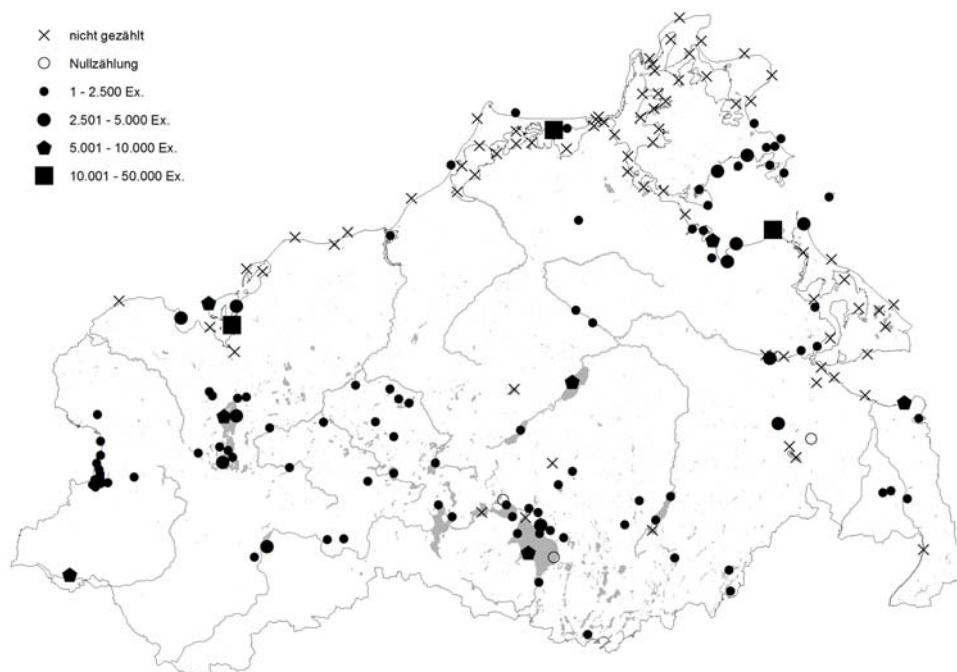 nicht gezählt
Nullzählung
1 - 2.500 Ex.
2.501 - 5.000 Ex.
5.001 - 10.000 Ex.
10.001 - 50.000 Ex.